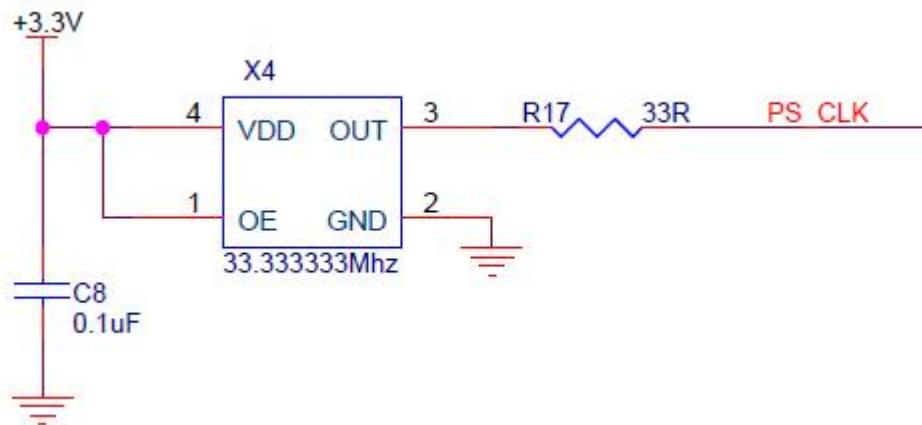 +3.3V
X4
4 VDD OUT 3 R17 33R PS_CLK
1 OE GND 2
33.333333Mhz
C8
0.1uF